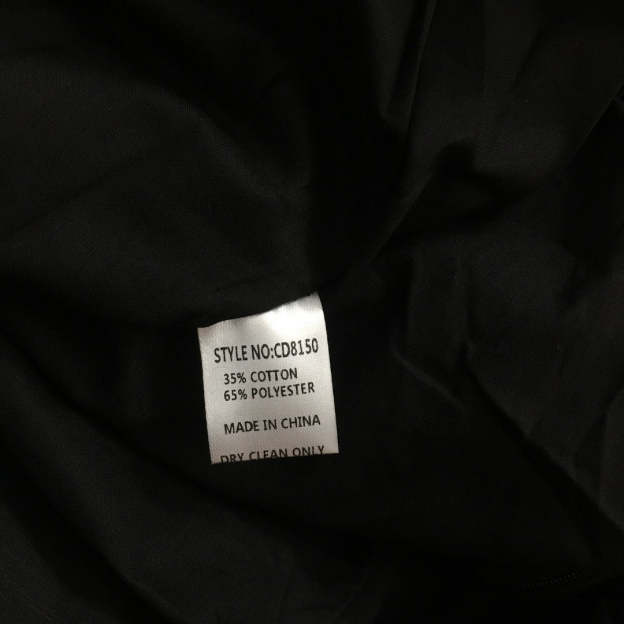 STYLE NO:CD8150
35% COTTON
65% POLYESTER
MADE IN CHINA
DRY CLEAN ONLY